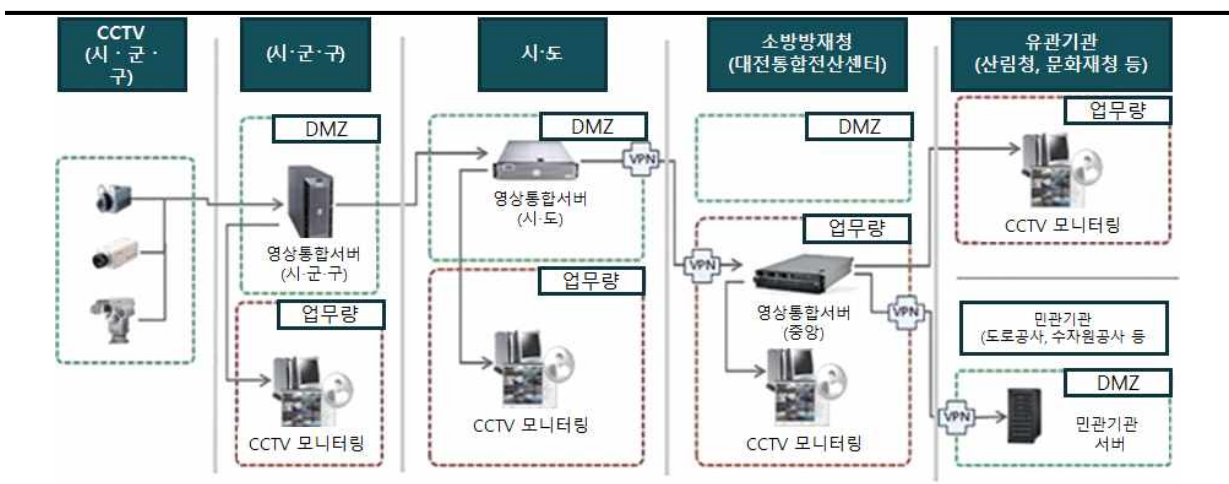 CCTV
(시·군·
구)
(시·군·구)
시·도
소방방재청
(대전통합전산센터)
유관기관
(산림청, 문화재청 등)
DMZ
영상통합서버
(시·군·구)
업무량
CCTV 모니터링
DMZ
영상통합서버
(시·도)
VPN
업무량
CCTV 모니터링
DMZ
업무량
VPN
영상통합서버
(중앙)
VPN
CCTV 모니터링
업무량
CCTV 모니터링
민관기관
(도로공사, 수자원공사 등
DMZ
VPN
민관기관
서버